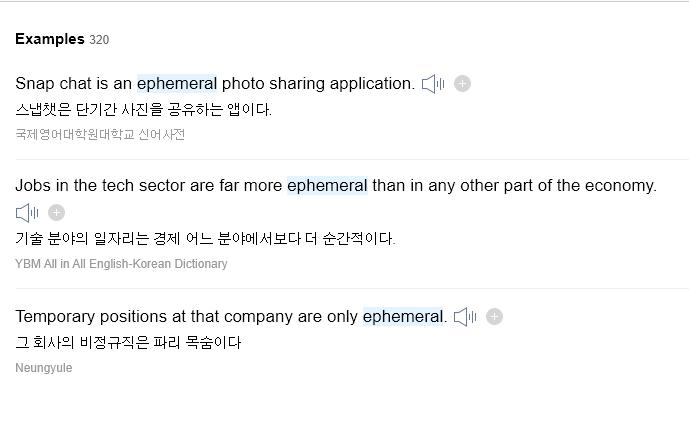 Examples 320
Snap chat is an ephemeral photo sharing application.
스냅챗은 단기간 사진을 공유하는 앱이다.
국제영어대학원대학교 신어사전
Jobs in the tech sector are far more ephemeral than in any other part of the economy.
기술 분야의 일자리는 경제 어느 분야에서보다 더 순간적이다.
YBM All in All English-Korean Dictionary
Temporary positions at that company are only ephemeral.
그 회사의 비정규직은 파리 목숨이다
Neungyule